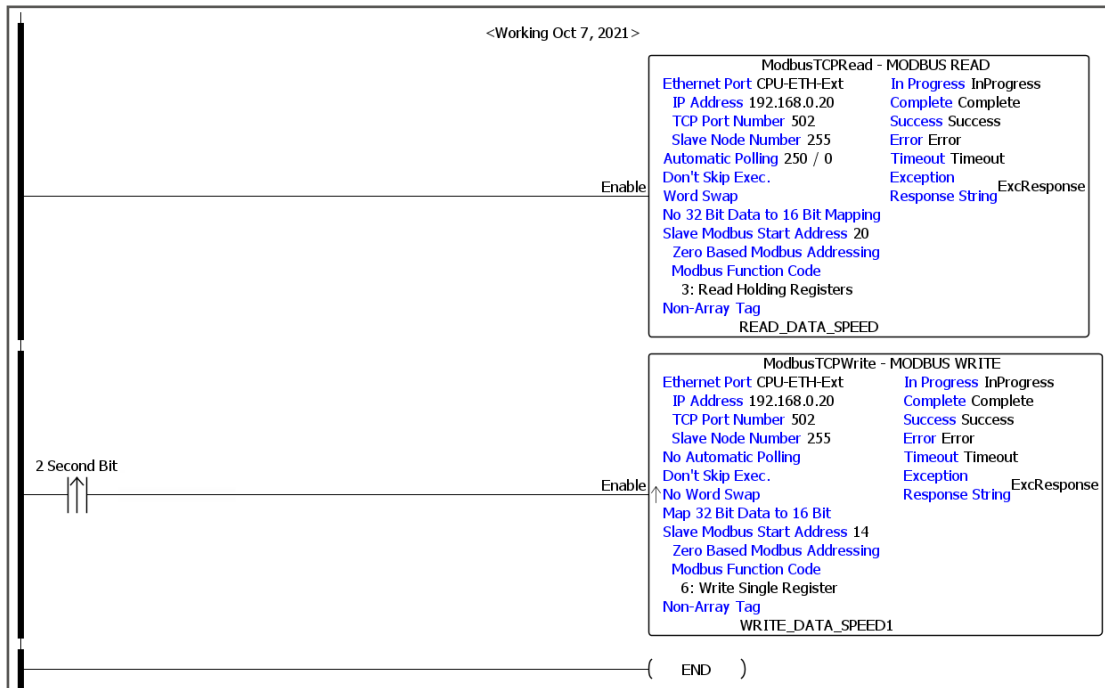 <Working Oct 7, 2021>
ModbusTCPRead - MODBUS READ
Ethernet Port CPU-ETH-Ext In Progress InProgress
IP Address 192.168.0.20 Complete Complete
TCP Port Number 502 Success Success
Slave Node Number 255 Error Error
Automatic Polling 250 / 0 Timeout Timeout
Don't Skip Exec. Exception
Enable Word Swap Response String ExcResponse
No 32 Bit Data to 16 Bit Mapping
Slave Modbus Start Address 20
Zero Based Modbus Addressing
Modbus Function Code
3: Read Holding Registers
Non-Array Tag
READ_DATA_SPEED
ModbusTCPWrite - MODBUS WRITE
Ethernet Port CPU-ETH-Ext In Progress InProgress
IP Address 192.168.0.20 Complete Complete
TCP Port Number 502 Success Success
Slave Node Number 255 Error Error
2 Second Bit No Automatic Polling Timeout Timeout
Don't Skip Exec. Exception
Enable No Word Swap Response String ExcResponse
Map 32 Bit Data to 16 Bit
Slave Modbus Start Address 14
Zero Based Modbus Addressing
Modbus Function Code
6: Write Single Register
Non-Array Tag
WRITE_DATA_SPEED1
( END )